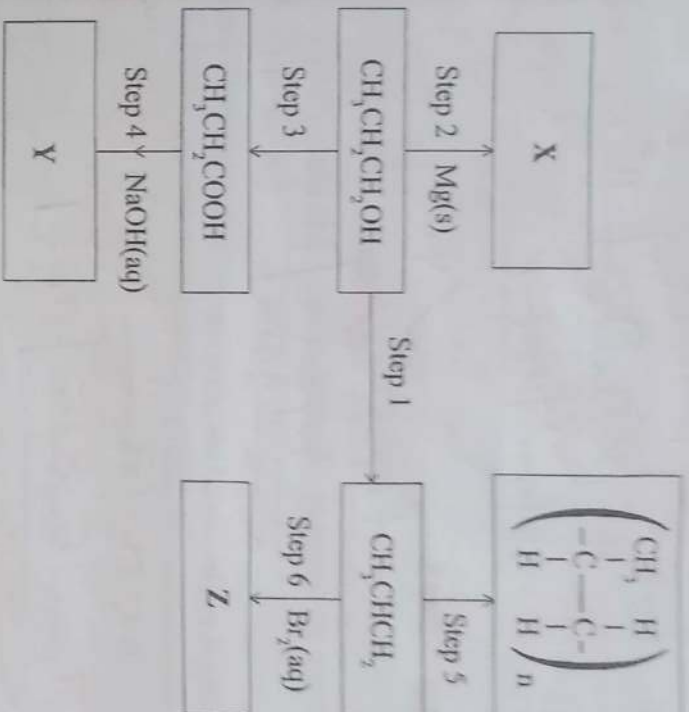 X
Step 2 Mg(s)
CH₃CH₂CH₂OH
Step 3
CH₃CH₂COOH
Step 4 NaOH(aq)
Y
Step 1
CH₃ H
–C–C–
H H
n
Step 5
CH₃CHCH₂
Step 6 Br₂(aq)
Z